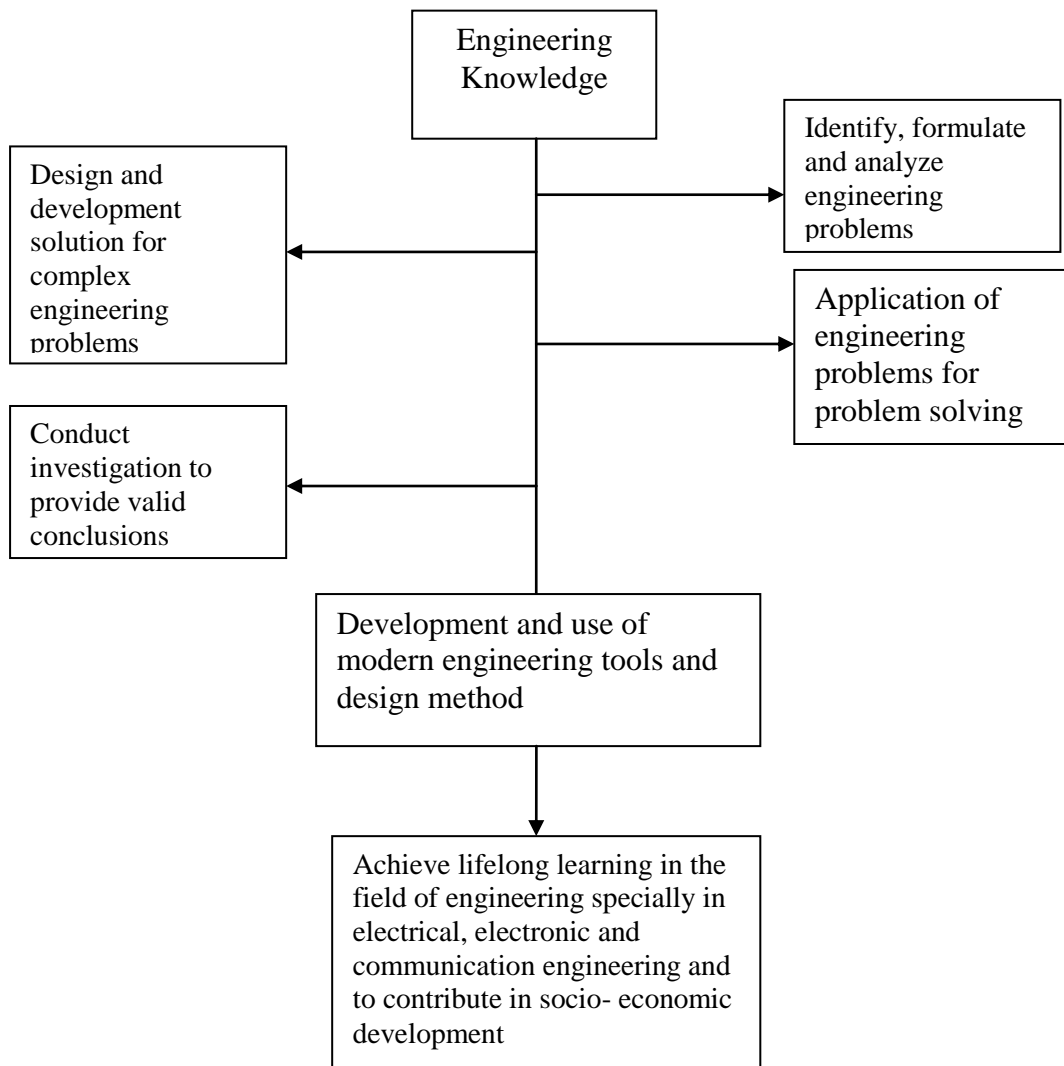 Engineering
Knowledge
Identify, formulate
and analyze
engineering
problems
Design and
development
solution for
complex
engineering
problems
Application of
engineering
problems for
problem solving
Conduct
investigation to
provide valid
conclusions
Development and use of
modern engineering tools and
design method
Achieve lifelong learning in the
field of engineering specially in
electrical, electronic and
communication engineering and
to contribute in socio- economic
development